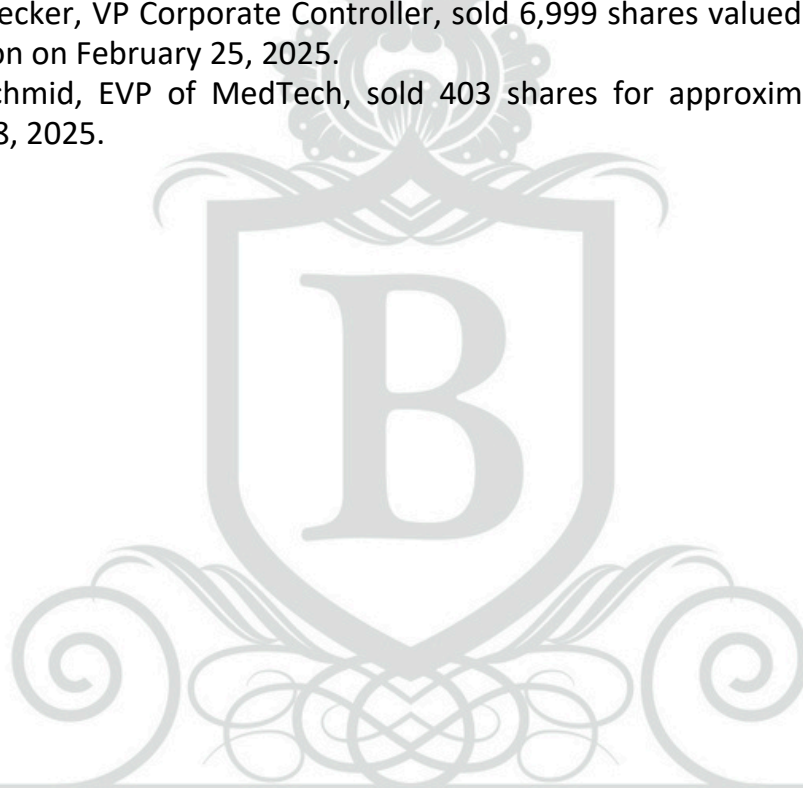 ecker, VP Corporate Controller, sold 6,999 shares valued
on on February 25, 2025.
chmid, EVP of MedTech, sold 403 shares for approxim
8, 2025.
B